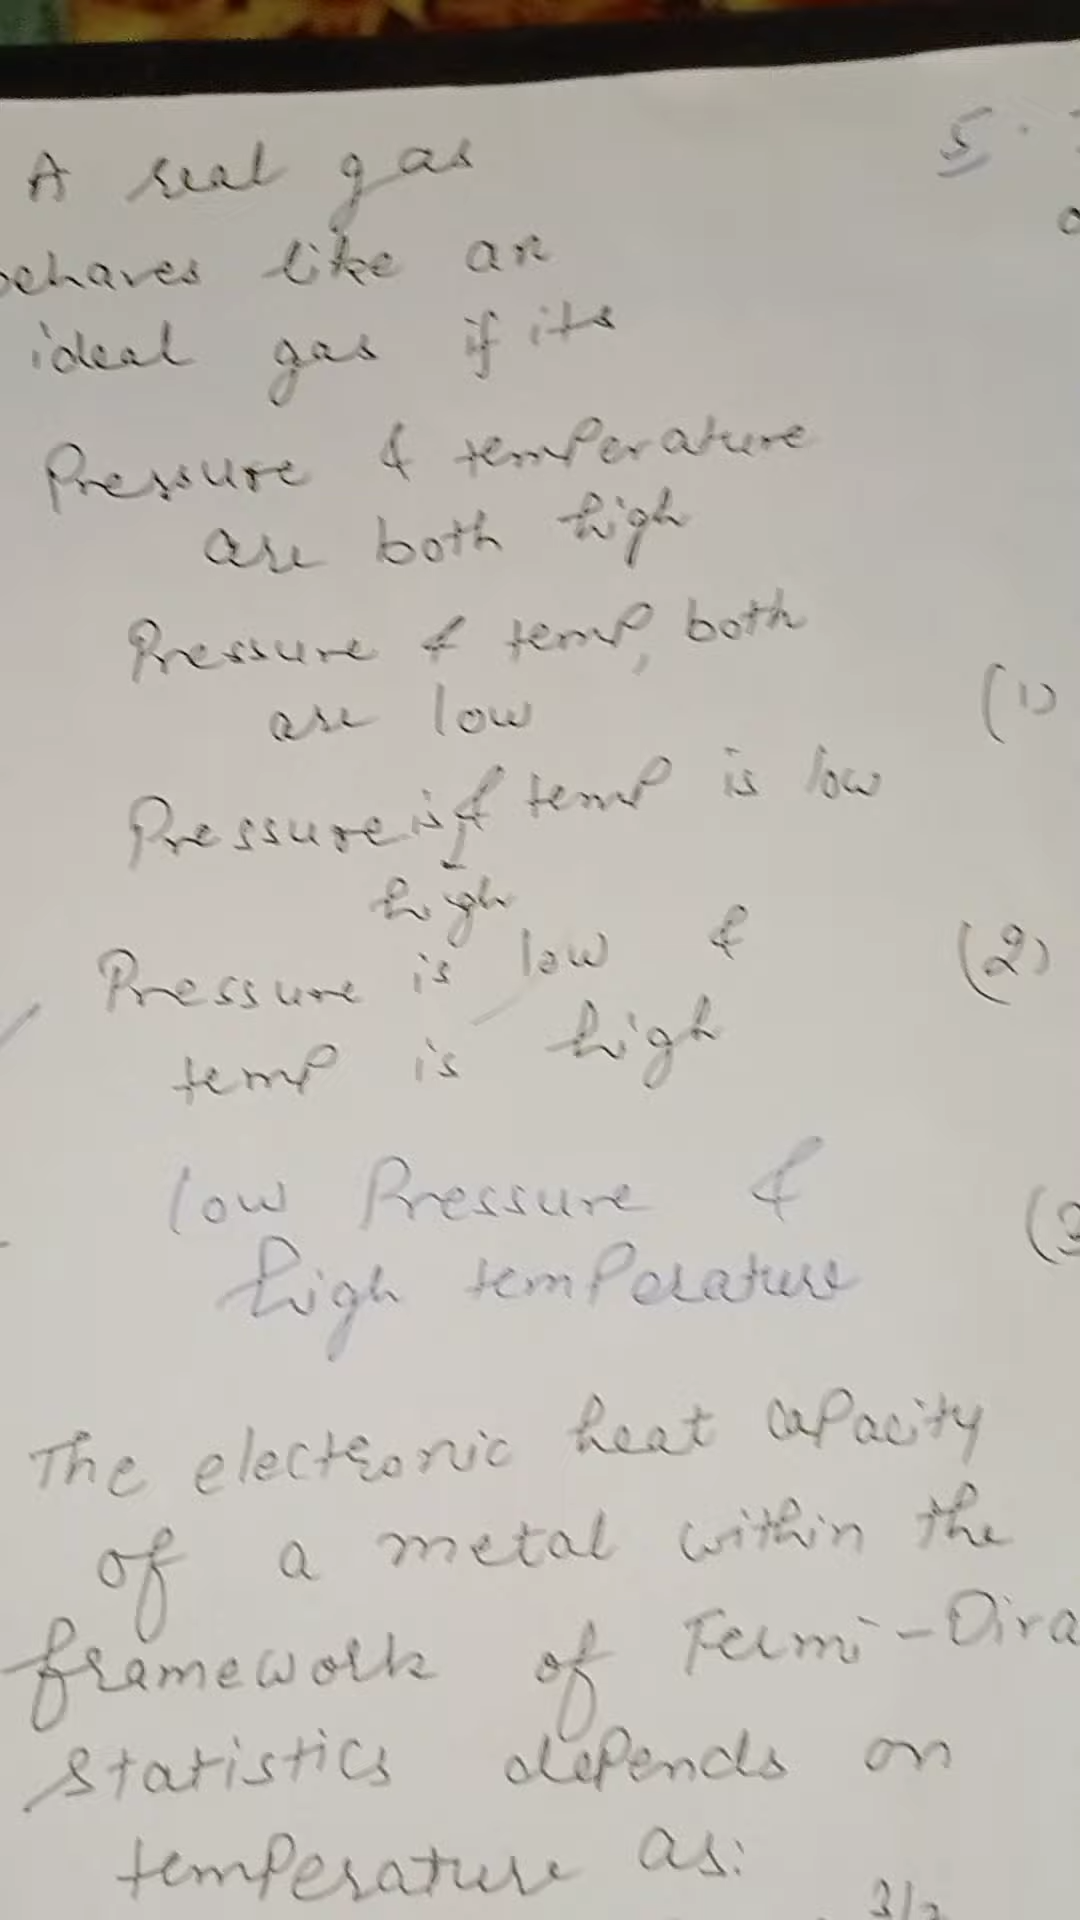 A real gas
behaves like an
ideal gas if its
Pressure & temperature
are both high
Pressure & temp, both
are low
Pressure is & temp is low
high
Pressure is low &
temp is high
low Pressure &
high temperature
The electronic heat capacity
of a metal within the
framework of Fermi-Dira
statistics depends on
temperature as:
5.
(1)
(2)
(3